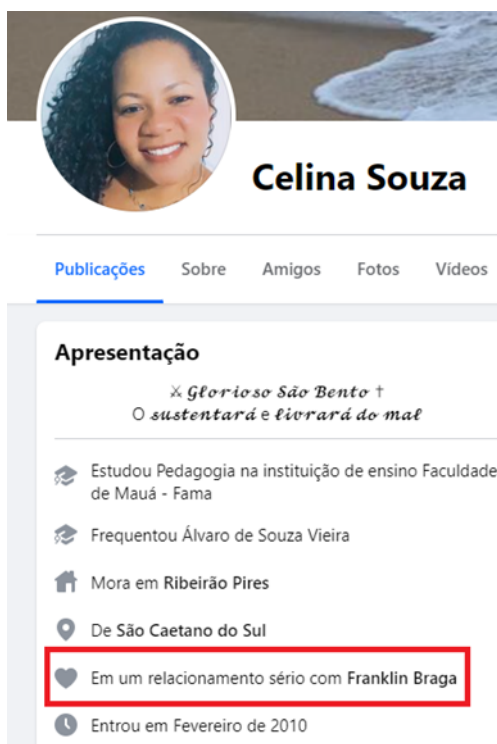 Celina Souza
Publicações Sobre Amigos Fotos Vídeos
Apresentação
⚔ 𝓖𝓵𝓸𝓻𝓲𝓸𝓼𝓸 𝓢ã𝓸 𝓑𝓮𝓷𝓽𝓸 †
O 𝓼𝓾𝓼𝓽𝓮𝓷𝓽𝓪𝓻á e 𝓵𝓲𝓿𝓻𝓪𝓻á 𝓭𝓸 𝓶𝓪𝓵
Estudou Pedagogia na instituição de ensino Faculdade
de Mauá - Fama
Frequentou Álvaro de Souza Vieira
Mora em Ribeirão Pires
De São Caetano do Sul
Em um relacionamento sério com Franklin Braga
Entrou em Fevereiro de 2010